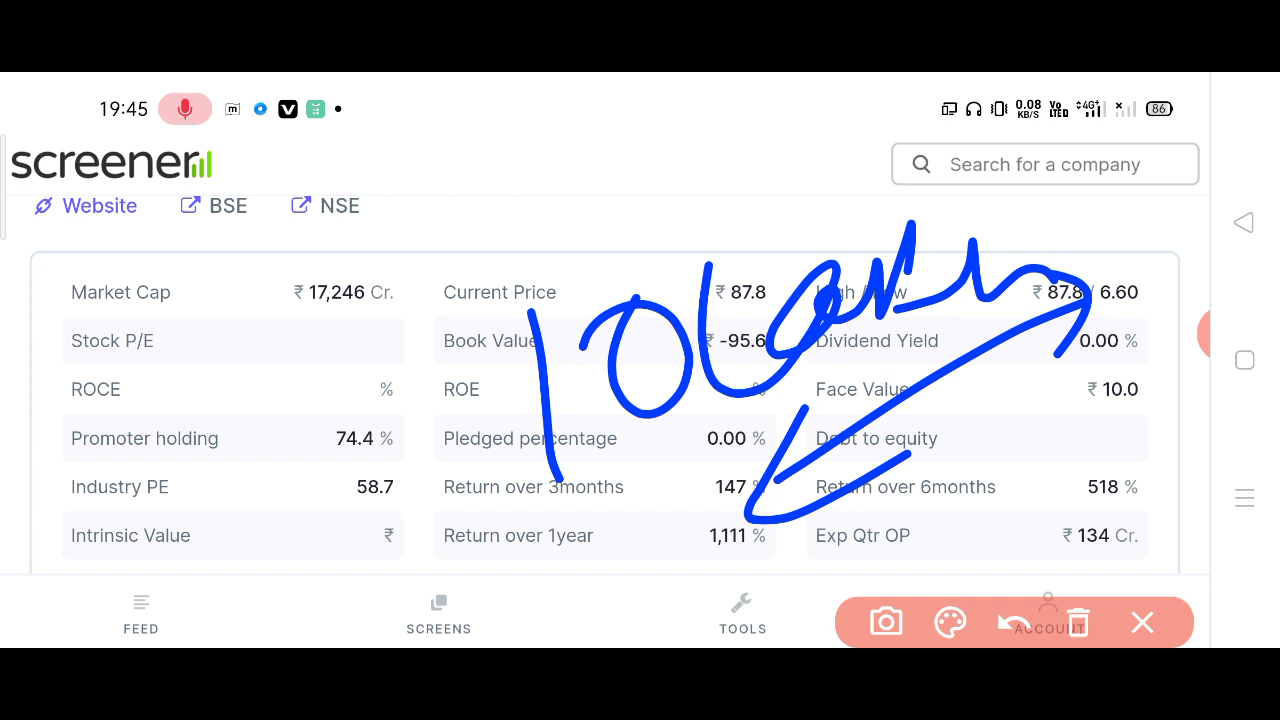 19:45 0.08 KB/S Vo LTE 4G+ 86
screener Search for a company
Website BSE NSE
Market Cap ₹ 17,246 Cr. Current Price ₹ 87.8 ₹ 87.8 / 6.60
Stock P/E Book Value ₹ -95.6 Dividend Yield 0.00 %
ROCE % ROE % Face Value ₹ 10.0
Promoter holding 74.4 % Pledged percentage 0.00 % Debt to equity
Industry PE 58.7 Return over 3months 147 % Return over 6months 518 %
Intrinsic Value ₹ Return over 1year 1,111 % Exp Qtr OP ₹ 134 Cr.
FEED SCREENS TOOLS ACCOUNT